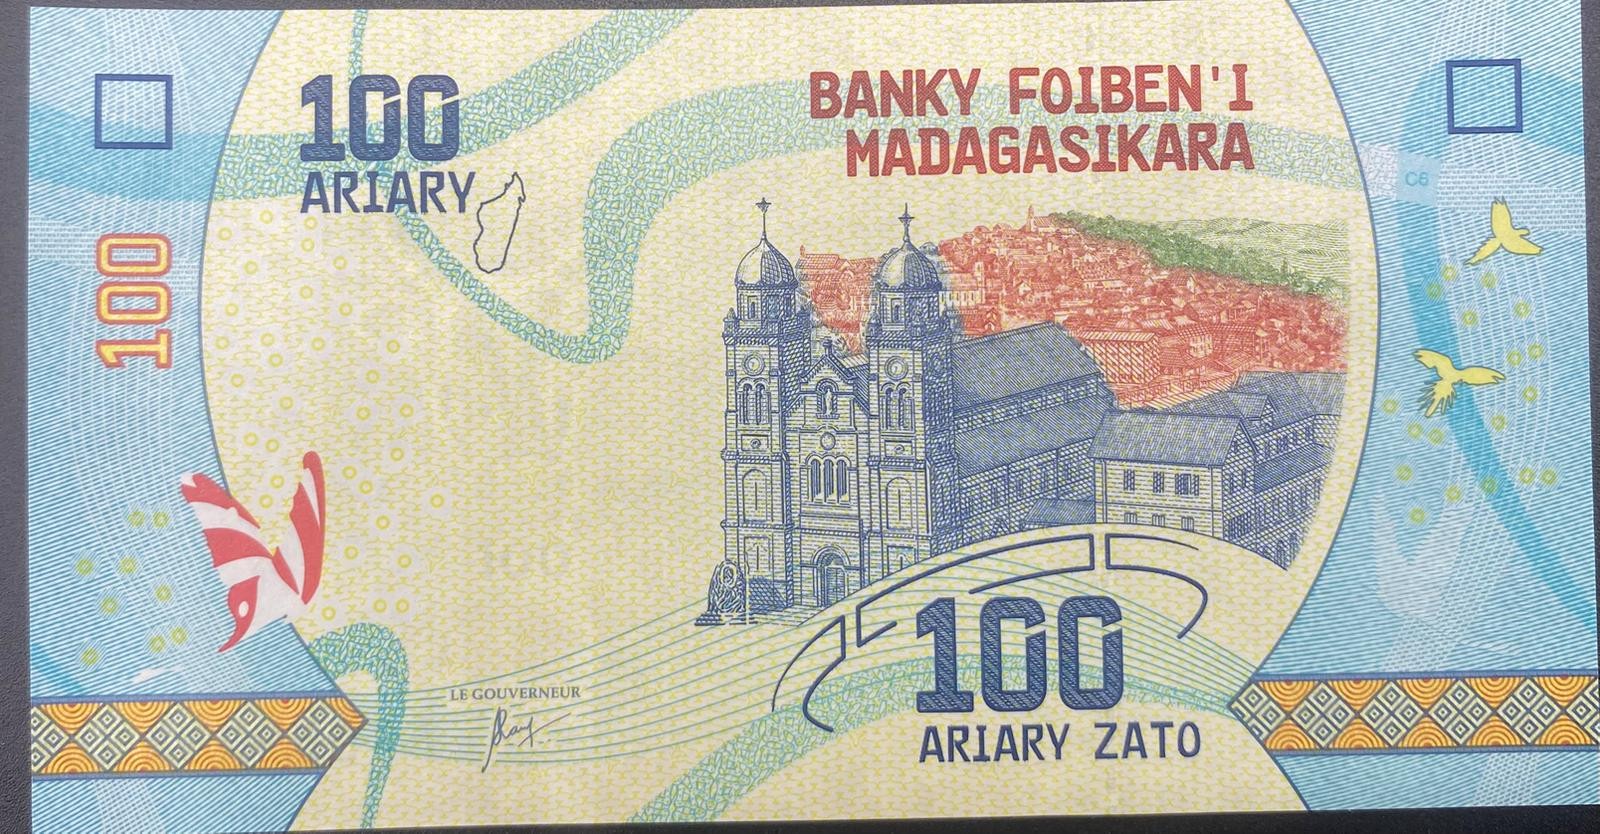 100
ARIARY
BANKY FOIBEN'I
MADAGASIKARA
C6
100
LE GOUVERNEUR
100
ARIARY ZATO